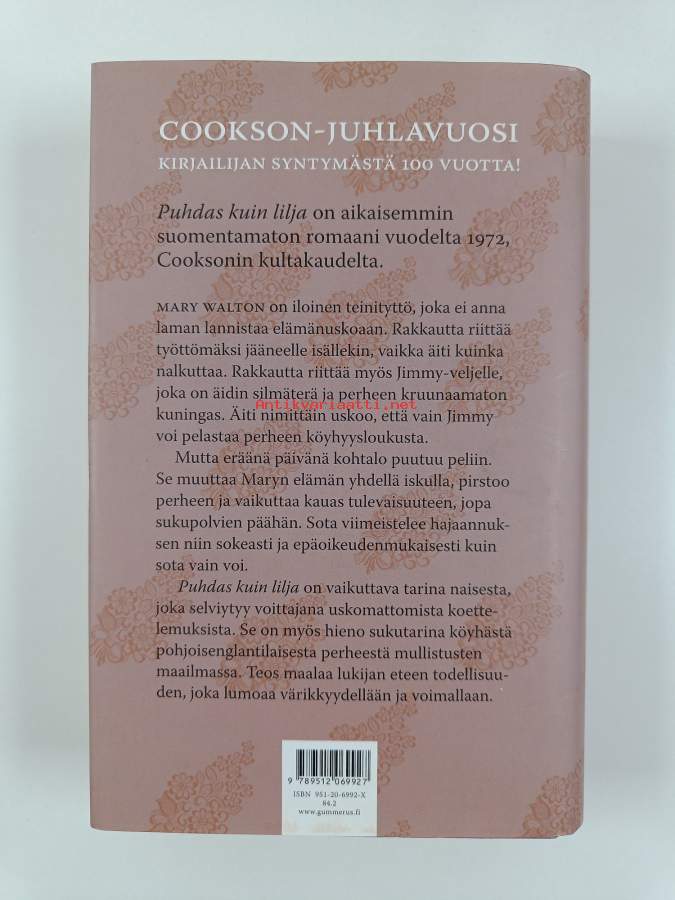 COOKSON-JUHLAVUOSI
KIRJAILIJAN SYNTYMÄSTÄ 100 VUOTTA!
Puhdas kuin lilja on aikaisemmin
suomentamaton romaani vuodelta 1972,
Cooksonin kultakaudelta.
MARY WALTON on iloinen teinityttö, joka ei anna
laman lannistaa elämänuskoaan. Rakkautta riittää
työttömäksi jääneelle isällekin, vaikka äiti kuinka
nalkuttaa. Rakkautta riittää myös Jimmy-veljelle,
joka on äidin silmäterä ja perheen kruunaamaton
Antikvariaatti.net
kuningas. Äiti nimittäin uskoo, että vain Jimmy
voi pelastaa perheen köyhyysloukusta.
Mutta eräänä päivänä kohtalo puutuu peliin.
Se muuttaa Maryn elämän yhdellä iskulla, pirstoo
perheen ja vaikuttaa kauas tulevaisuuteen, jopa
sukupolvien päähän. Sota viimeistelee hajaannuk-
sen niin sokeasti ja epäoikeudenmukaisesti kuin
sota vain voi.
Puhdas kuin lilja on vaikuttava tarina naisesta,
joka selviytyy voittajana uskomattomista koette-
lemuksista. Se on myös hieno sukutarina köyhästä
pohjoisenglantilaisesta perheestä mullistusten
maailmassa. Teos maalaa lukijan eteen todellisuu-
den, joka lumoaa värikkyydellään ja voimallaan.
9 789512 069927
ISBN 951-20-6992-X
84.2
www.gummerus.fi